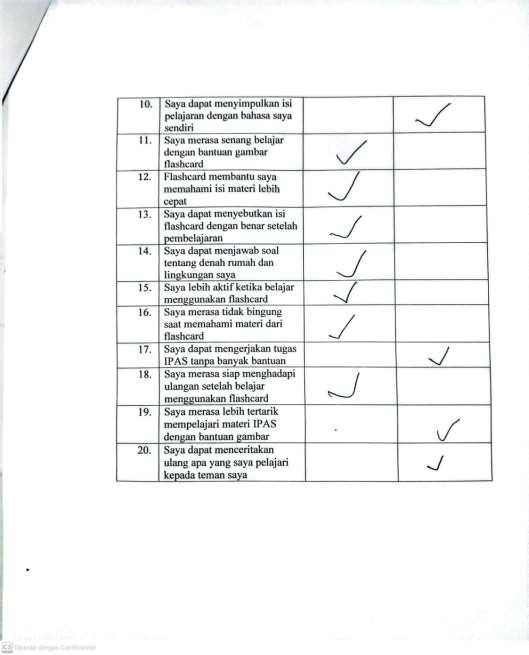 10. Saya dapat menyimpulkan isi
pelajaran dengan bahasa saya
sendiri
11. Saya merasa senang belajar
dengan bantuan gambar
flashcard
12. Flashcard membantu saya
memahami isi materi lebih
cepat
13. Saya dapat menyebutkan isi
flashcard dengan benar setelah
pembelajaran
14. Saya dapat menjawab soal
tentang denah rumah dan
lingkungan saya
15. Saya lebih aktif ketika belajar
menggunakan flashcard
16. Saya merasa tidak bingung
saat memahami materi dari
flashcard
17. Saya dapat mengerjakan tugas
IPAS tanpa banyak bantuan
18. Saya merasa siap menghadapi
ulangan setelah belajar
menggunakan flashcard
19. Saya merasa lebih tertarik
mempelajari materi IPAS
dengan bantuan gambar
20. Saya dapat menceritakan
ulang apa yang saya pelajari
kepada teman saya
CS Dipindai dengan CamScanner